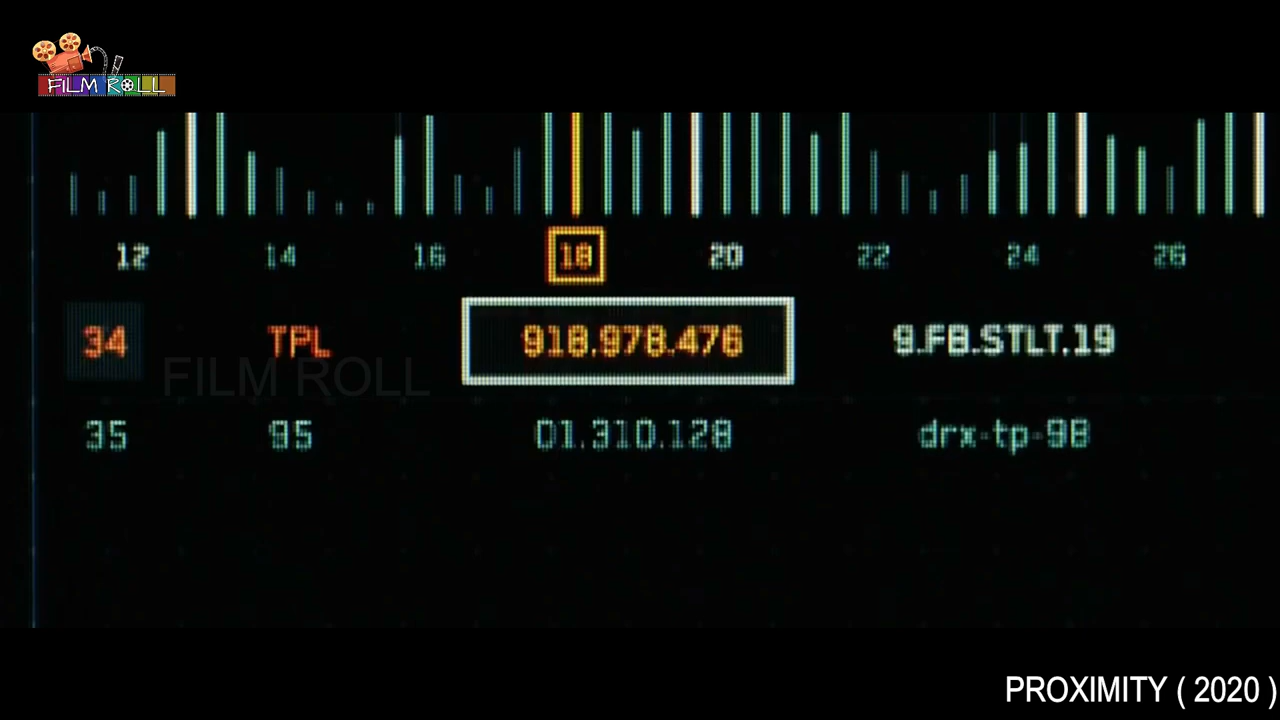 FILM ROLL
12 14 16 18 20 22 24 26
34 TPL 918.978.476 9.FB.STLT.19
FILM ROLL
35 95 01.310.128 drx-tp-98
PROXIMITY ( 2020 )